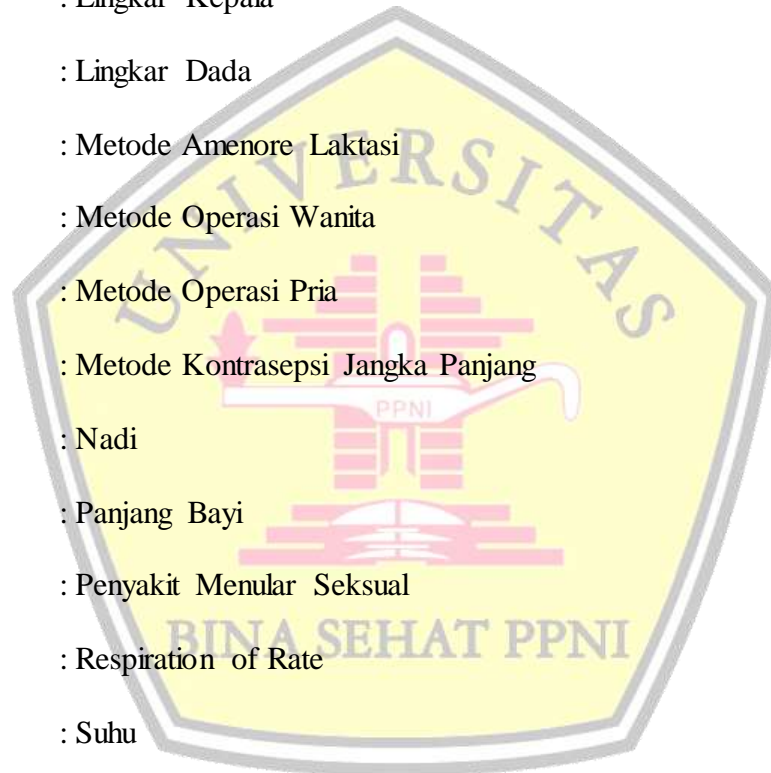 : Lingkar Kepala
: Lingkar Dada
: Metode Amenore Laktasi
: Metode Operasi Wanita
: Metode Operasi Pria
: Metode Kontrasepsi Jangka Panjang
: Nadi
: Panjang Bayi
: Penyakit Menular Seksual
: Respiration of Rate
: Suhu
UNIVERSITAS
PPNI
BINA SEHAT PPNI